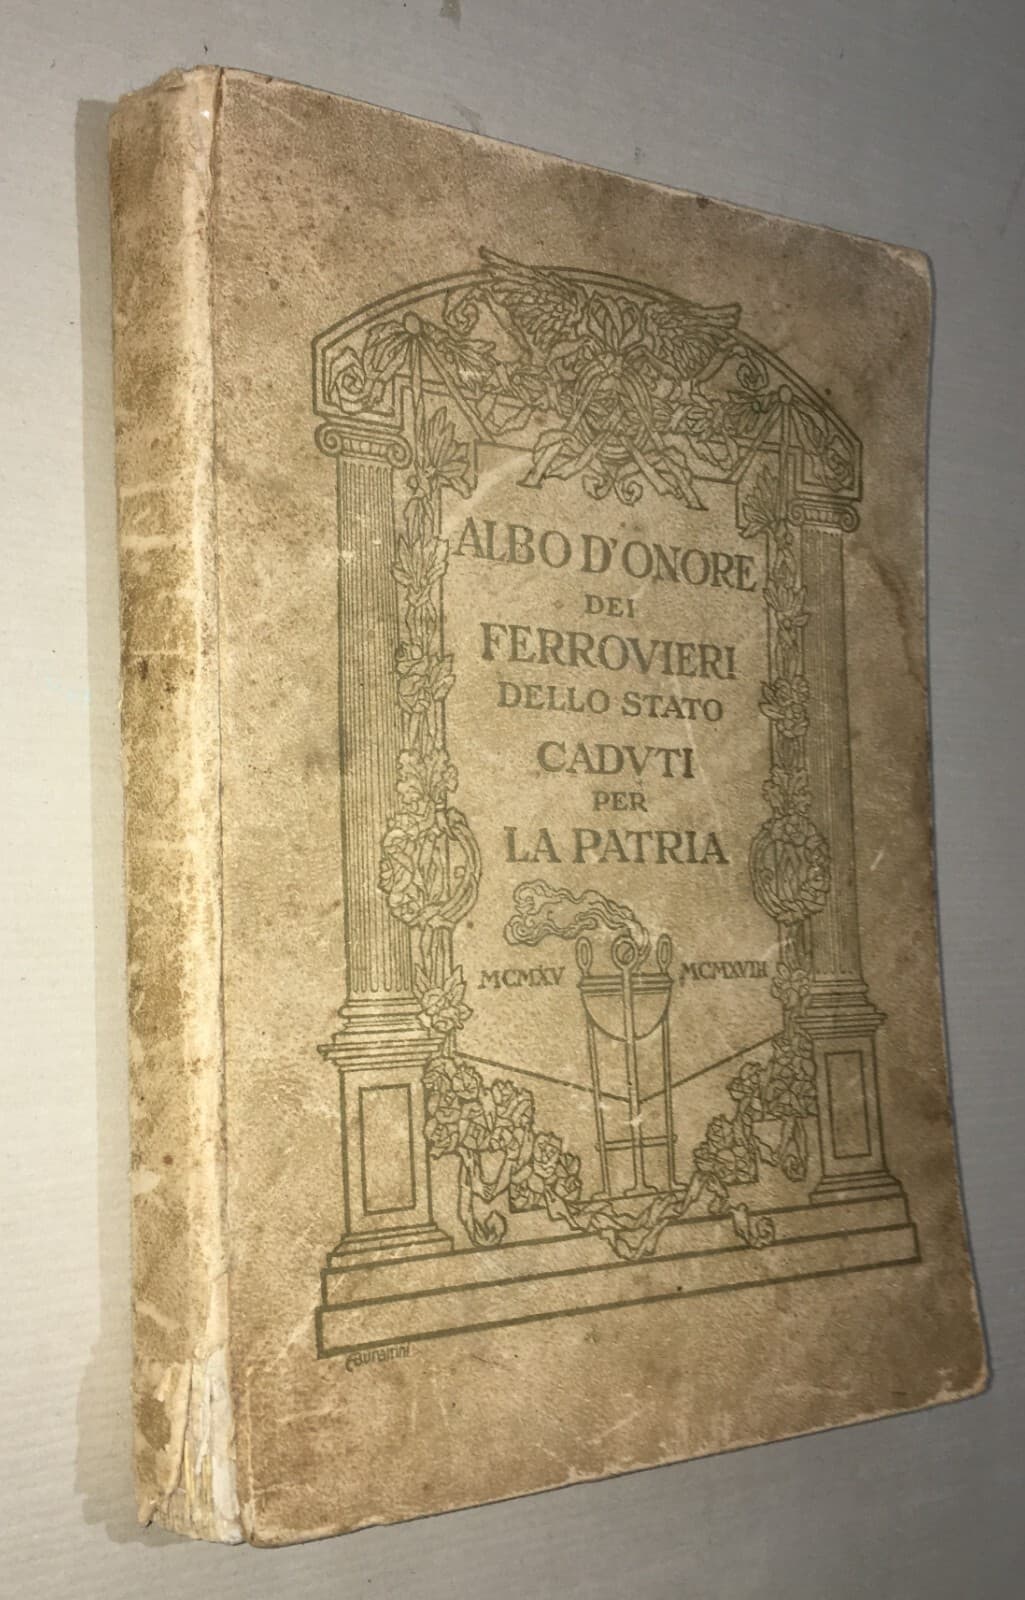 ALBO D'ONORE
DEI
FERROVIERI
DELLO STATO
CADVTI
PER
LA PATRIA
MCMXV MCMXVIII